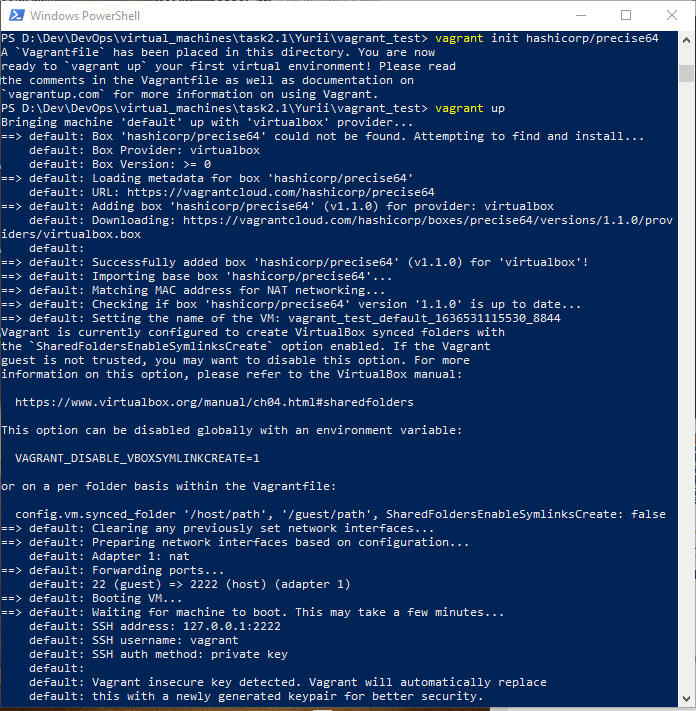 Windows PowerShell
PS D:\Dev\DevOps\virtual_machines\task2.1\Yurii\vagrant_test> vagrant init hashicorp/precise64
A `Vagrantfile` has been placed in this directory. You are now
ready to `vagrant up` your first virtual environment! Please read
the comments in the Vagrantfile as well as documentation on
`vagrantup.com` for more information on using Vagrant.
PS D:\Dev\DevOps\virtual_machines\task2.1\Yurii\vagrant_test> vagrant up
Bringing machine 'default' up with 'virtualbox' provider...
==> default: Box 'hashicorp/precise64' could not be found. Attempting to find and install...
    default: Box Provider: virtualbox
    default: Box Version: >= 0
==> default: Loading metadata for box 'hashicorp/precise64'
    default: URL: https://vagrantcloud.com/hashicorp/precise64
==> default: Adding box 'hashicorp/precise64' (v1.1.0) for provider: virtualbox
    default: Downloading: https://vagrantcloud.com/hashicorp/boxes/precise64/versions/1.1.0/prov
iders/virtualbox.box
    default:
==> default: Successfully added box 'hashicorp/precise64' (v1.1.0) for 'virtualbox'!
==> default: Importing base box 'hashicorp/precise64'...
==> default: Matching MAC address for NAT networking...
==> default: Checking if box 'hashicorp/precise64' version '1.1.0' is up to date...
==> default: Setting the name of the VM: vagrant_test_default_1636531115530_8844
Vagrant is currently configured to create VirtualBox synced folders with
the `SharedFoldersEnableSymlinksCreate` option enabled. If the Vagrant
guest is not trusted, you may want to disable this option. For more
information on this option, please refer to the VirtualBox manual:
  https://www.virtualbox.org/manual/ch04.html#sharedfolders
This option can be disabled globally with an environment variable:
  VAGRANT_DISABLE_VBOXSYMLINKCREATE=1
or on a per folder basis within the Vagrantfile:
  config.vm.synced_folder '/host/path', '/guest/path', SharedFoldersEnableSymlinksCreate: false
==> default: Clearing any previously set network interfaces...
==> default: Preparing network interfaces based on configuration...
    default: Adapter 1: nat
==> default: Forwarding ports...
    default: 22 (guest) => 2222 (host) (adapter 1)
==> default: Booting VM...
==> default: Waiting for machine to boot. This may take a few minutes...
    default: SSH address: 127.0.0.1:2222
    default: SSH username: vagrant
    default: SSH auth method: private key
    default:
    default: Vagrant insecure key detected. Vagrant will automatically replace
    default: this with a newly generated keypair for better security.